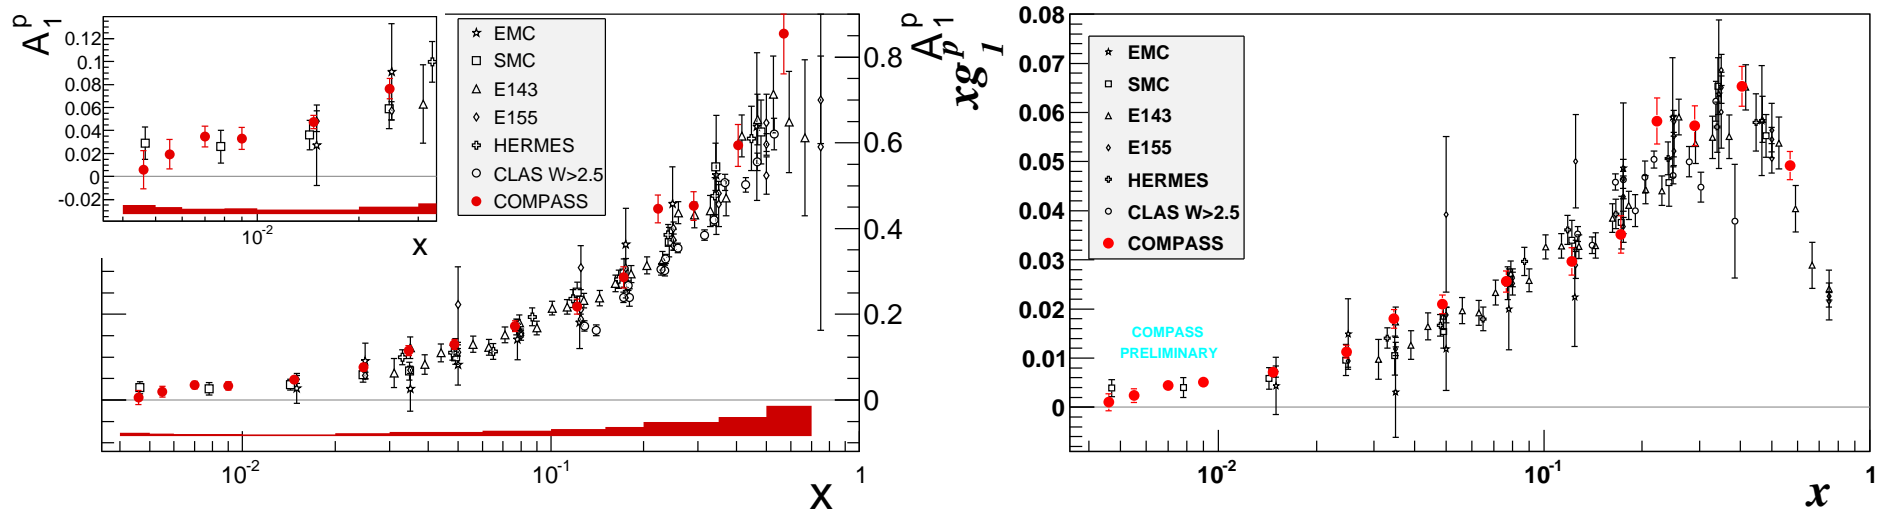 A₁ᵖ
0.12
0.1
0.08
0.06
0.04
0.02
0
-0.02
10⁻²
x
EMC
SMC
E143
E155
HERMES
CLAS W>2.5
COMPASS
A₁ᵖ
0.8
0.6
0.4
0.2
0
10⁻²
10⁻¹
1
x
xg₁ᵖ
0.08
0.07
0.06
0.05
0.04
0.03
0.02
0.01
0
EMC
SMC
E143
E155
HERMES
CLAS W>2.5
COMPASS
COMPASS
PRELIMINARY
10⁻²
10⁻¹
1
x